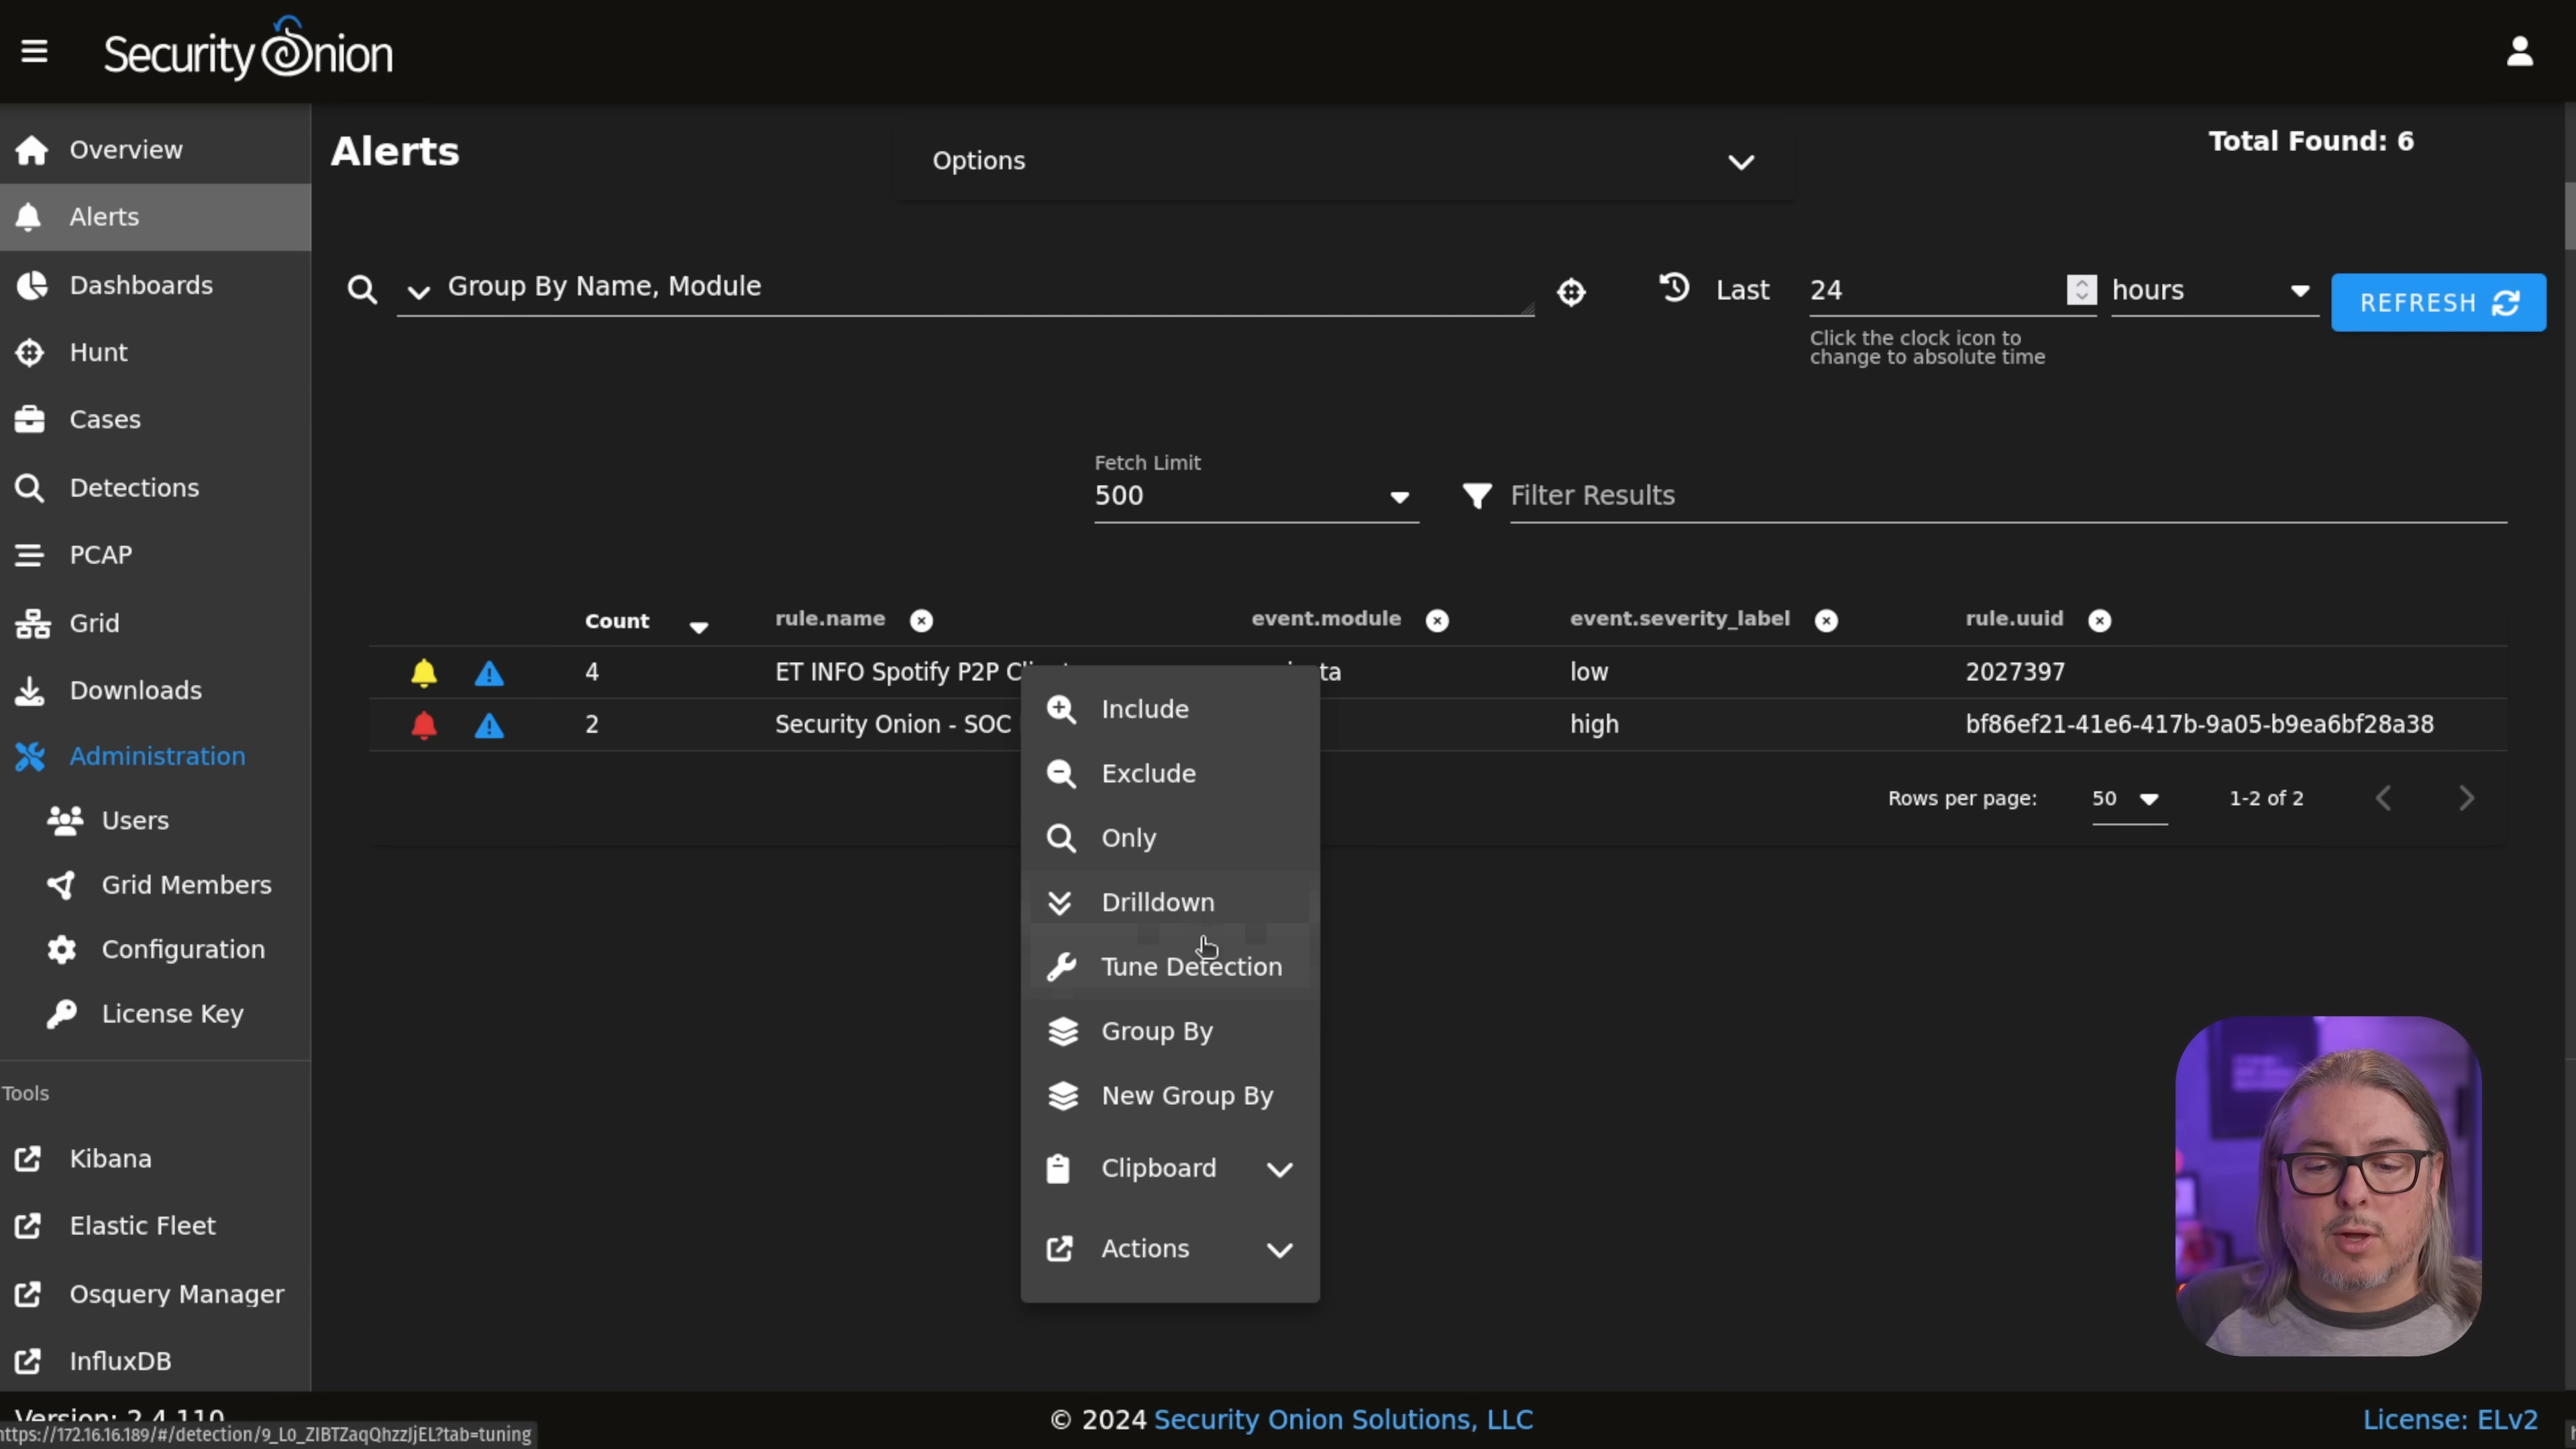 Security Onion
Overview
Alerts
Dashboards
Hunt
Cases
Detections
PCAP
Grid
Downloads
Administration
Users
Grid Members
Configuration
License Key
Tools
Kibana
Elastic Fleet
Osquery Manager
InfluxDB
Version: 2.4.110
https://172.16.16.189/#/detection/9_L0_ZIBTZaqQhzzJjEL?tab=tuning
Alerts
Options
Total Found: 6
Group By Name, Module
Last 24 hours
REFRESH
Click the clock icon to
change to absolute time
Fetch Limit
500
Filter Results
Count rule.name event.module event.severity_label rule.uuid
4 ET INFO Spotify P2P low 2027397
2 Security Onion - SOC high bf86ef21-41e6-417b-9a05-b9ea6bf28a38
Rows per page: 50 1-2 of 2
Include
Exclude
Only
Drilldown
Tune Detection
Group By
New Group By
Clipboard
Actions
© 2024 Security Onion Solutions, LLC
License: ELv2